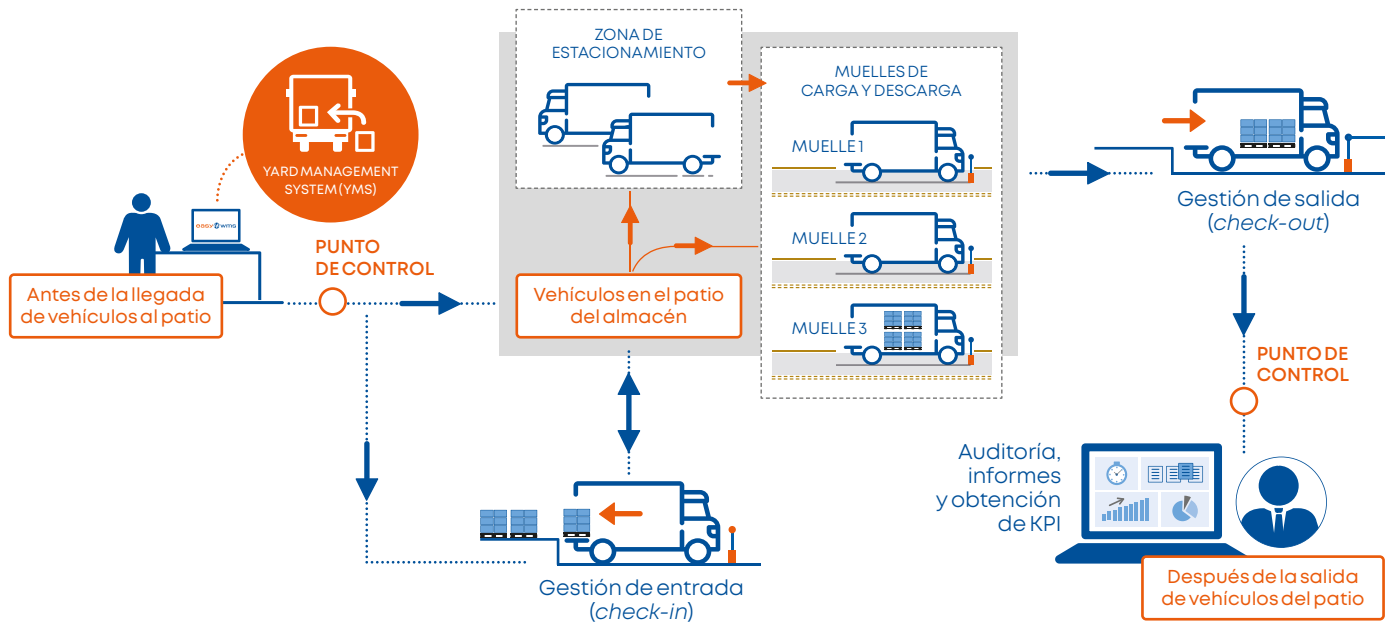 YARD MANAGEMENT
SYSTEM (YMS)
easy wms
Antes de la llegada
de vehículos al patio
PUNTO
DE CONTROL
ZONA DE
ESTACIONAMIENTO
MUELLES DE
CARGA Y DESCARGA
MUELLE 1
MUELLE 2
MUELLE 3
Vehículos en el patio
del almacén
Gestión de entrada
(check-in)
Gestión de salida
(check-out)
PUNTO DE
CONTROL
Auditoría,
informes
y obtención
de KPI
Después de la salida
de vehículos del patio